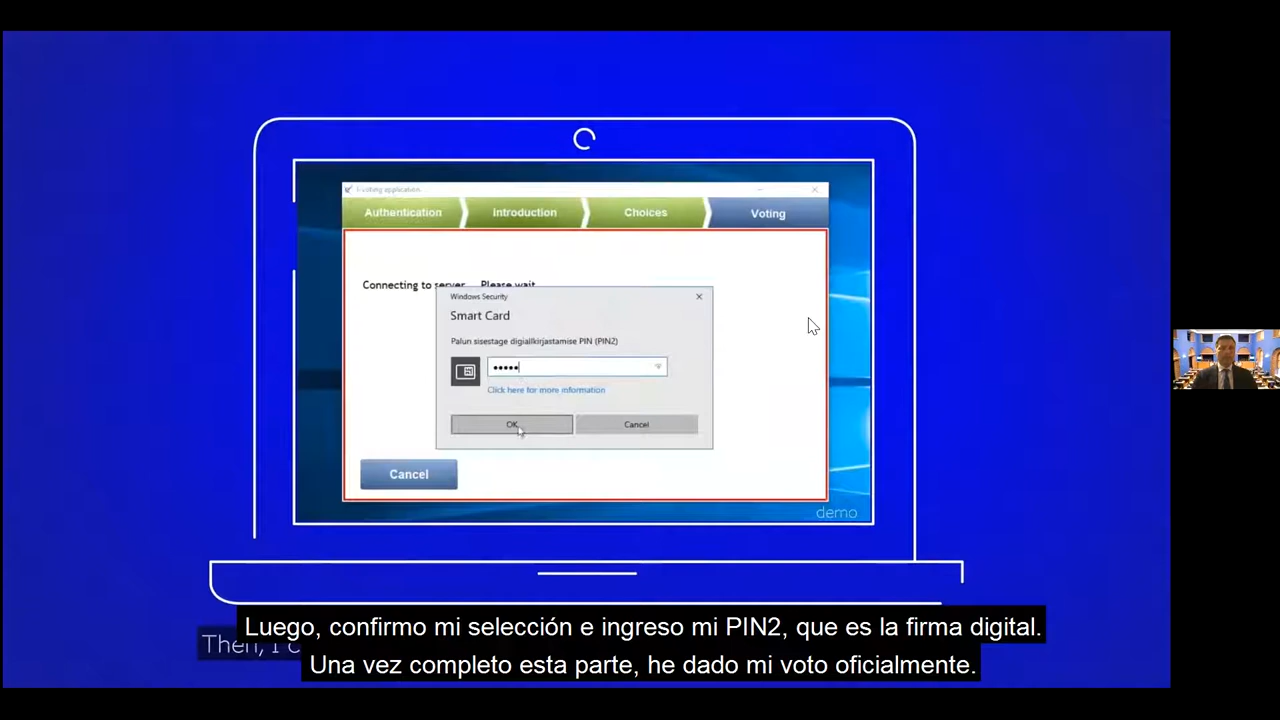 I-voting application...
Authentication
Introduction
Choices
Voting
Connecting to server Please wait
Windows Security
Smart Card
Palun sisestage digiallkirjastamise PIN (PIN2)
•••••
Click here for more information
OK
Cancel
Cancel
demo
Then, I
Luego, confirmo mi selección e ingreso mi PIN2, que es la firma digital.
Una vez completo esta parte, he dado mi voto oficialmente.